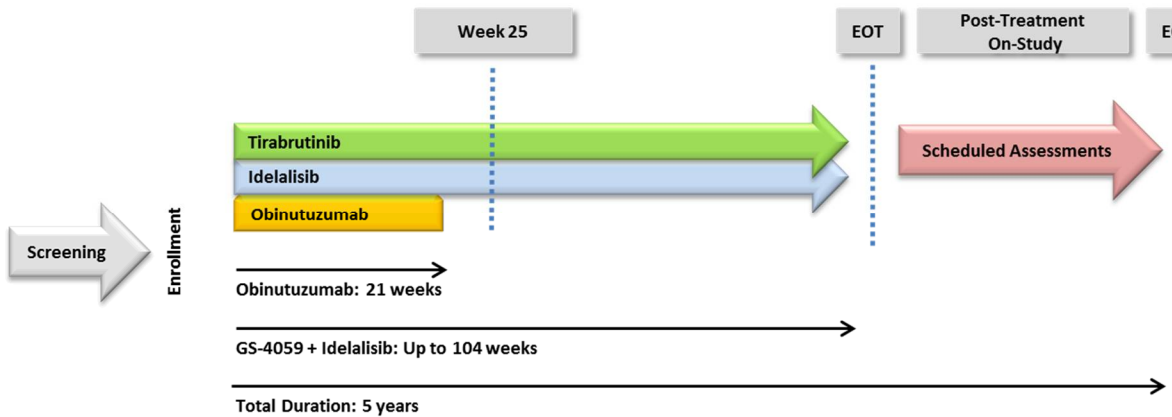 Week 25
EOT
Post-Treatment
On-Study
Tirabrutinib
Idelalisib
Obinutuzumab
Scheduled Assessments
Screening
Enrollment
Obinutuzumab: 21 weeks
GS-4059 + Idelalisib: Up to 104 weeks
Total Duration: 5 years